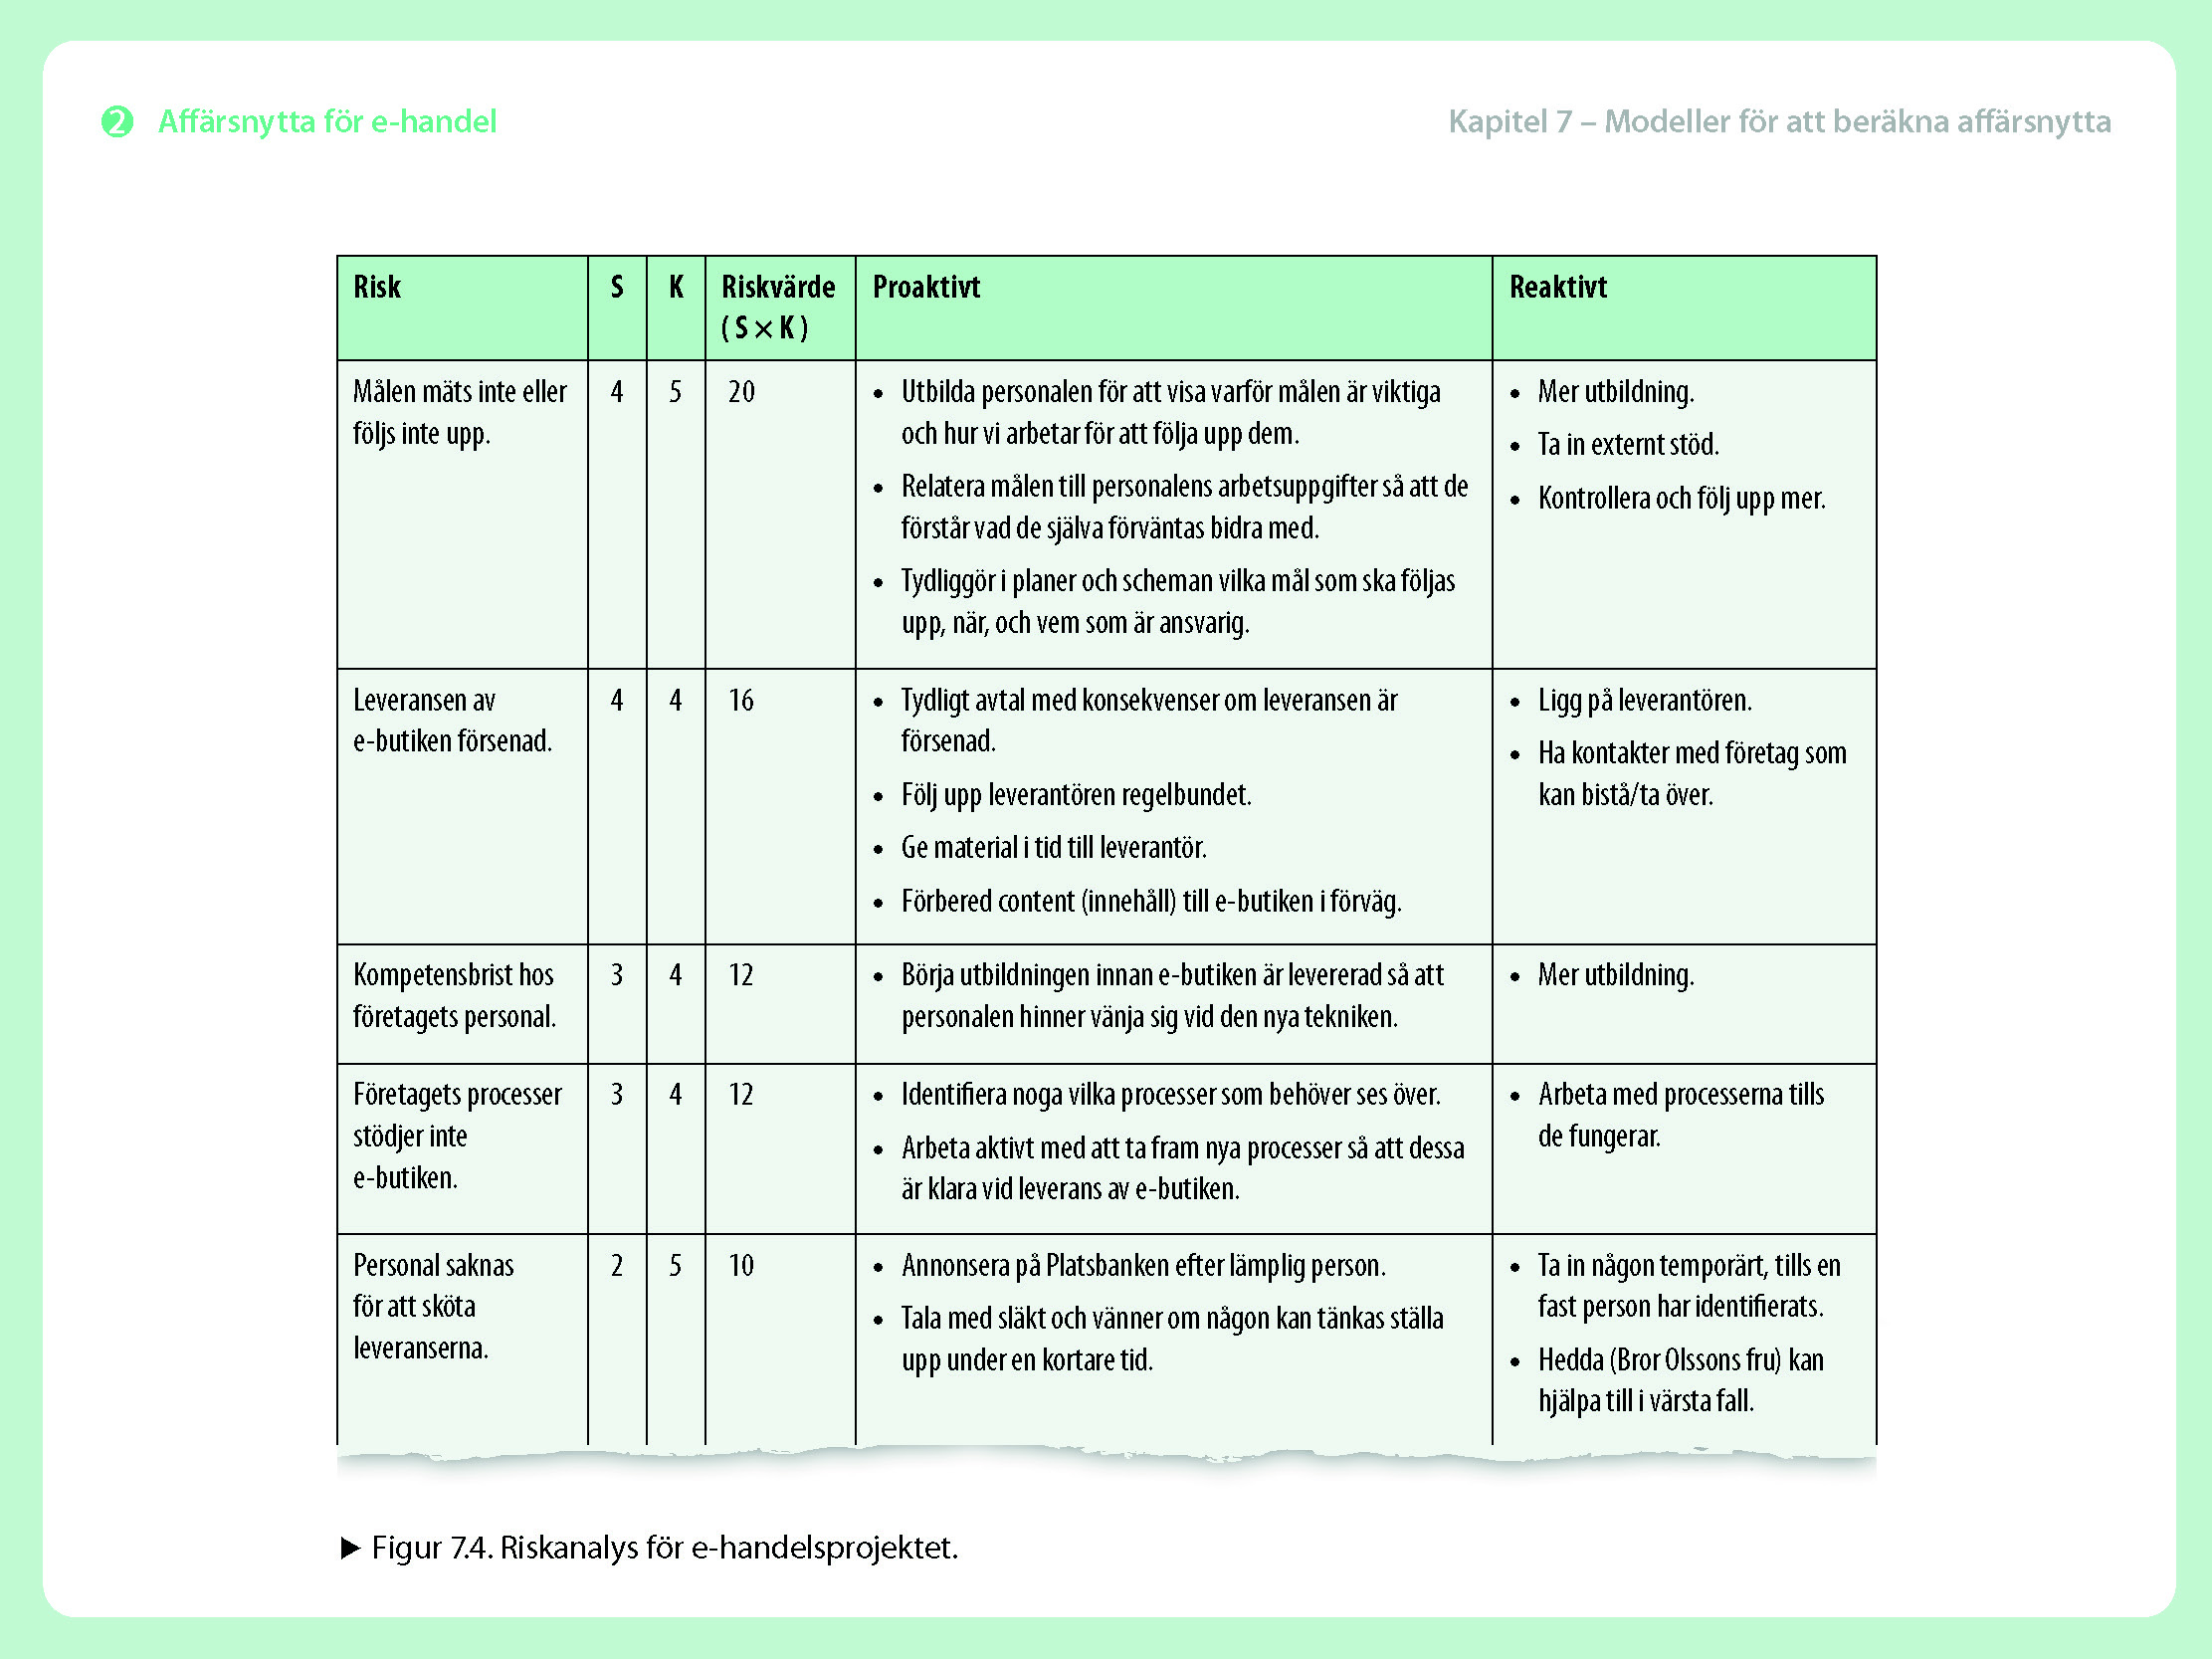 2 Affärsnytta för e-handel
Kapitel 7 – Modeller för att beräkna affärsnytta
Risk S K Riskvärde Proaktivt Reaktivt
( S × K )
Målen mäts inte eller
följs inte upp.
4 5 20
• Utbilda personalen för att visa varför målen är viktiga
och hur vi arbetar för att följa upp dem.
• Relatera målen till personalens arbetsuppgifter så att de
förstår vad de själva förväntas bidra med.
• Tydliggör i planer och scheman vilka mål som ska följas
upp, när, och vem som är ansvarig.
• Mer utbildning.
• Ta in externt stöd.
• Kontrollera och följ upp mer.
Leveransen av
e-butiken försenad.
4 4 16
• Tydligt avtal med konsekvenser om leveransen är
försenad.
• Följ upp leverantören regelbundet.
• Ge material i tid till leverantör.
• Förbered content (innehåll) till e-butiken i förväg.
• Ligg på leverantören.
• Ha kontakter med företag som
kan bistå/ta över.
Kompetensbrist hos
företagets personal.
3 4 12
• Börja utbildningen innan e-butiken är levererad så att
personalen hinner vänja sig vid den nya tekniken.
• Mer utbildning.
Företagets processer
stödjer inte
e-butiken.
3 4 12
• Identifiera noga vilka processer som behöver ses över.
• Arbeta aktivt med att ta fram nya processer så att dessa
är klara vid leverans av e-butiken.
• Arbeta med processerna tills
de fungerar.
Personal saknas
för att sköta
leveranserna.
2 5 10
• Annonsera på Platsbanken efter lämplig person.
• Tala med släkt och vänner om någon kan tänkas ställa
upp under en kortare tid.
• Ta in någon temporärt, tills en
fast person har identifierats.
• Hedda (Bror Olssons fru) kan
hjälpa till i värsta fall.
▶ Figur 7.4. Riskanalys för e-handelsprojektet.